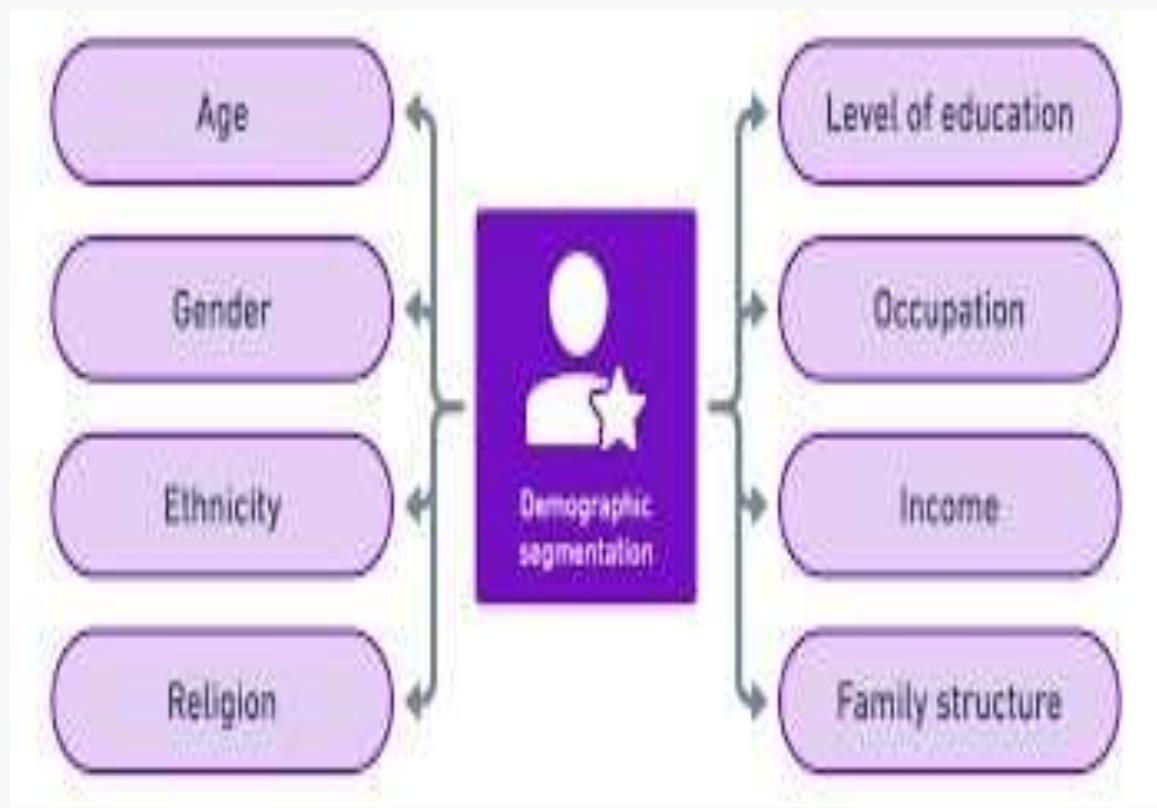 Age
Gender
Ethnicity
Religion
Demographic
segmentation
Level of education
Occupation
Income
Family structure